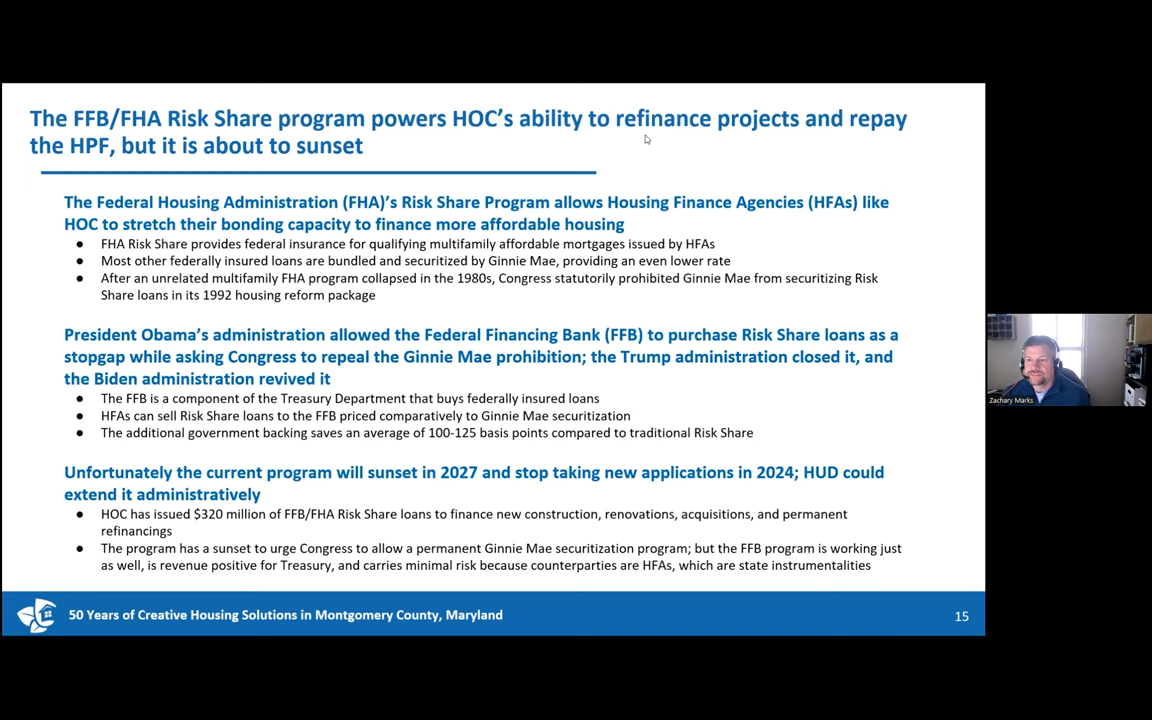 The FFB/FHA Risk Share program powers HOC's ability to refinance projects and repay
the HPF, but it is about to sunset
The Federal Housing Administration (FHA)'s Risk Share Program allows Housing Finance Agencies (HFAs) like
HOC to stretch their bonding capacity to finance more affordable housing
● FHA Risk Share provides federal insurance for qualifying multifamily affordable mortgages issued by HFAs
● Most other federally insured loans are bundled and securitized by Ginnie Mae, providing an even lower rate
● After an unrelated multifamily FHA program collapsed in the 1980s, Congress statutorily prohibited Ginnie Mae from securitizing Risk
Share loans in its 1992 housing reform package
President Obama's administration allowed the Federal Financing Bank (FFB) to purchase Risk Share loans as a
stopgap while asking Congress to repeal the Ginnie Mae prohibition; the Trump administration closed it, and
the Biden administration revived it
● The FFB is a component of the Treasury Department that buys federally insured loans
● HFAs can sell Risk Share loans to the FFB priced comparatively to Ginnie Mae securitization
● The additional government backing saves an average of 100-125 basis points compared to traditional Risk Share
Unfortunately the current program will sunset in 2027 and stop taking new applications in 2024; HUD could
extend it administratively
● HOC has issued $320 million of FFB/FHA Risk Share loans to finance new construction, renovations, acquisitions, and permanent
refinancings
● The program has a sunset to urge Congress to allow a permanent Ginnie Mae securitization program; but the FFB program is working just
as well, is revenue positive for Treasury, and carries minimal risk because counterparties are HFAs, which are state instrumentalities
50 Years of Creative Housing Solutions in Montgomery County, Maryland
15
Zachary Marks